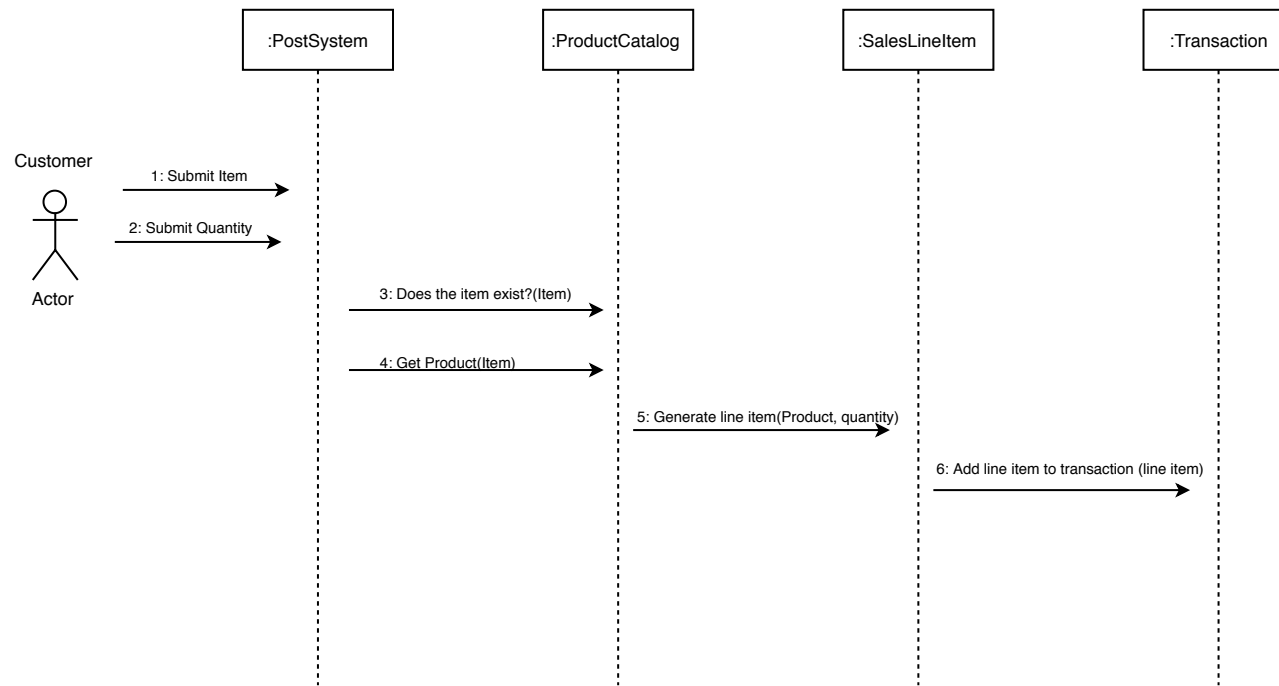 :PostSystem
:ProductCatalog
:SalesLineItem
:Transaction
Customer
1: Submit Item
2: Submit Quantity
Actor
3: Does the item exist?(Item)
4: Get Product(Item)
5: Generate line item(Product, quantity)
6: Add line item to transaction (line item)